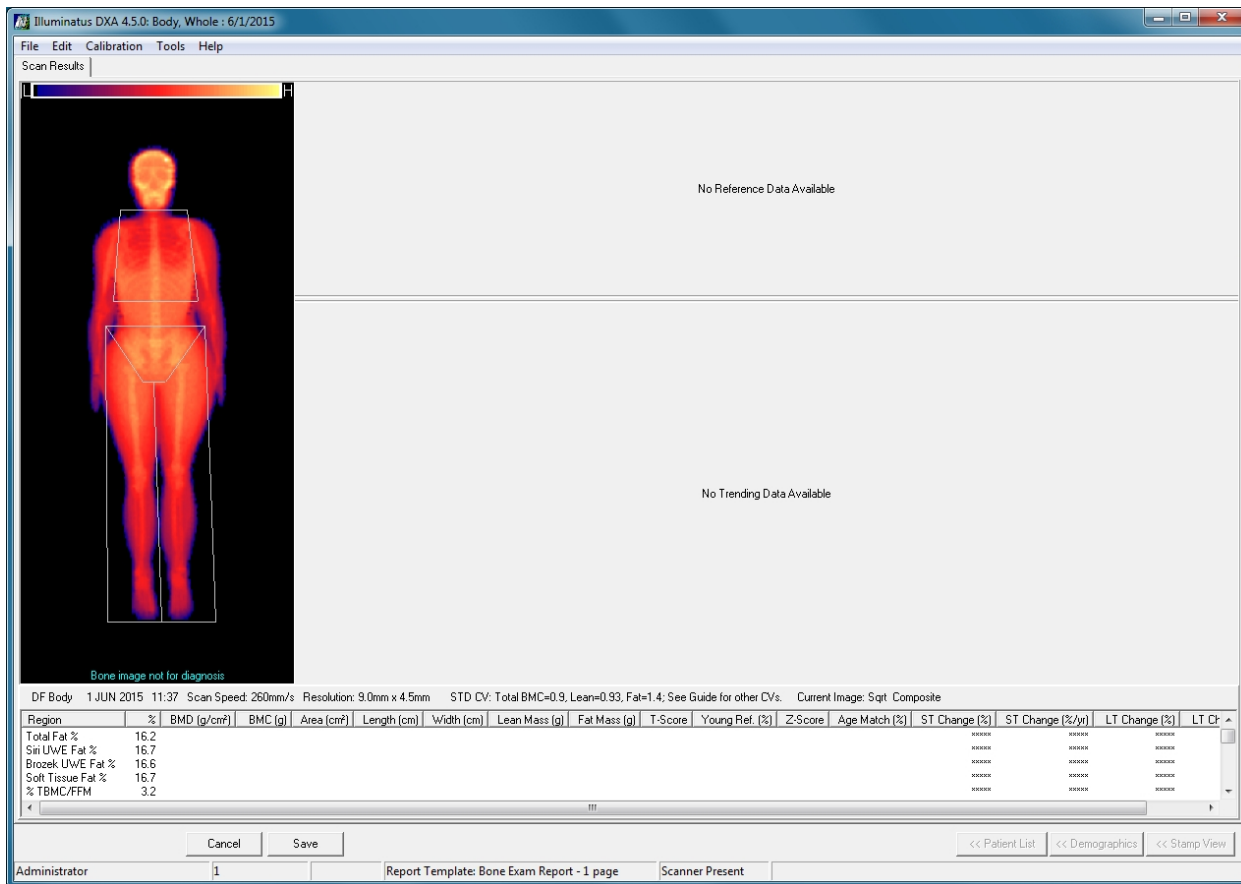 Illuminatus DXA 4.5.0: Body, Whole : 6/1/2015
File Edit Calibration Tools Help
Scan Results
L H
No Reference Data Available
No Trending Data Available
Bone image not for diagnosis
DF Body 1 JUN 2015 11:37 Scan Speed: 260mm/s Resolution: 9.0mm x 4.5mm STD CV: Total BMC=0.9, Lean=0.93, Fat=1.4; See Guide for other CVs. Current Image: Sqrt Composite
Region % BMD (g/cm²) BMC (g) Area (cm²) Length (cm) Width (cm) Lean Mass (g) Fat Mass (g) T-Score Young Ref. (%) Z-Score Age Match (%) ST Change (%) ST Change (%/yr) LT Change (%) LT Ch
Total Fat % 16.2 ***** ***** *****
Siri UWE Fat % 16.7 ***** ***** *****
Brozek UWE Fat % 16.6 ***** ***** *****
Soft Tissue Fat % 16.7 ***** ***** *****
% TBMC/FFM 3.2 ***** ***** *****
Cancel Save << Patient List << Demographics << Stamp View
Administrator 1 Report Template: Bone Exam Report - 1 page Scanner Present